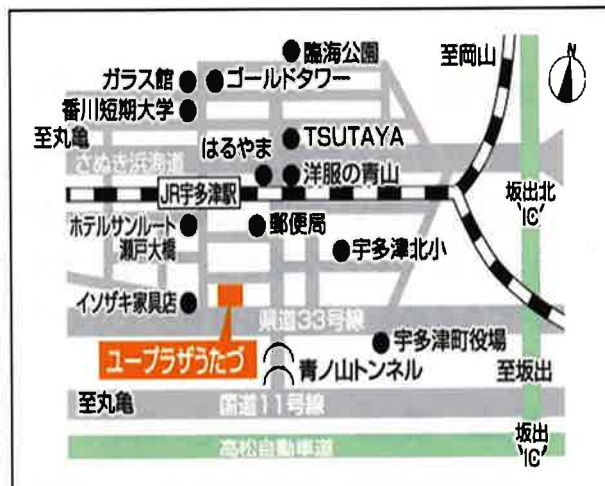 臨海公園
至岡山
N
ガラス館
ゴールドタワー
香川短期大学
至丸亀
TSUTAYA
はるやま
さぬき浜海道
洋服の青山
JR宇多津駅
坂出北
IC
ホテルサンルート
瀬戸大橋
郵便局
宇多津北小
イソザキ家具店
県道33号線
ユープラザうたづ
宇多津町役場
青ノ山トンネル
至坂出
至丸亀
国道11号線
坂出
IC
高松自動車道